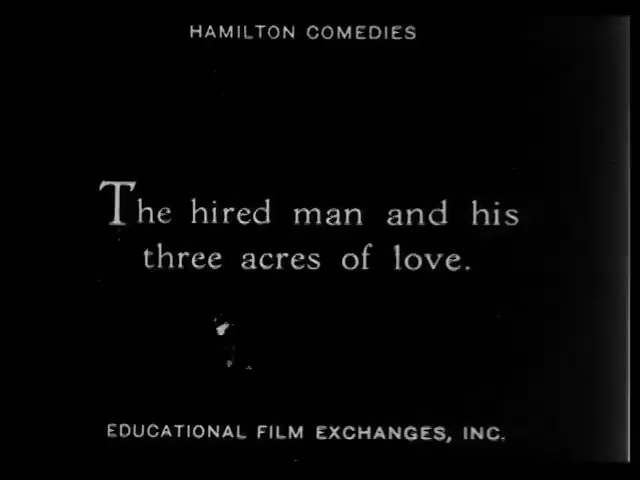 HAMILTON COMEDIES
The hired man and his
three acres of love.
EDUCATIONAL FILM EXCHANGES, INC.